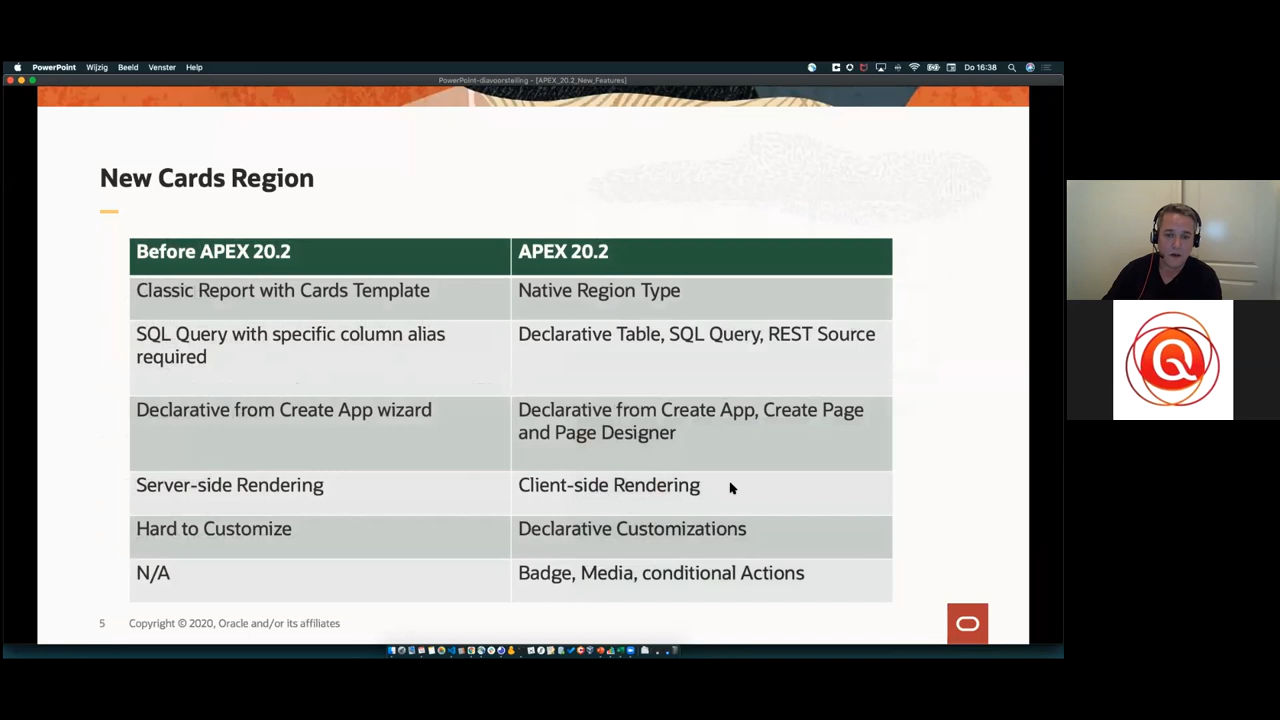 PowerPoint Wijzig Beeld Venster Help
Do 16:38
PowerPoint-diavoorstelling - [APEX_20.2_New_Features]
New Cards Region
Before APEX 20.2
APEX 20.2
Classic Report with Cards Template
Native Region Type
SQL Query with specific column alias
required
Declarative Table, SQL Query, REST Source
Declarative from Create App wizard
Declarative from Create App, Create Page
and Page Designer
Server-side Rendering
Client-side Rendering
Hard to Customize
Declarative Customizations
N/A
Badge, Media, conditional Actions
5 Copyright © 2020, Oracle and/or its affiliates
Q